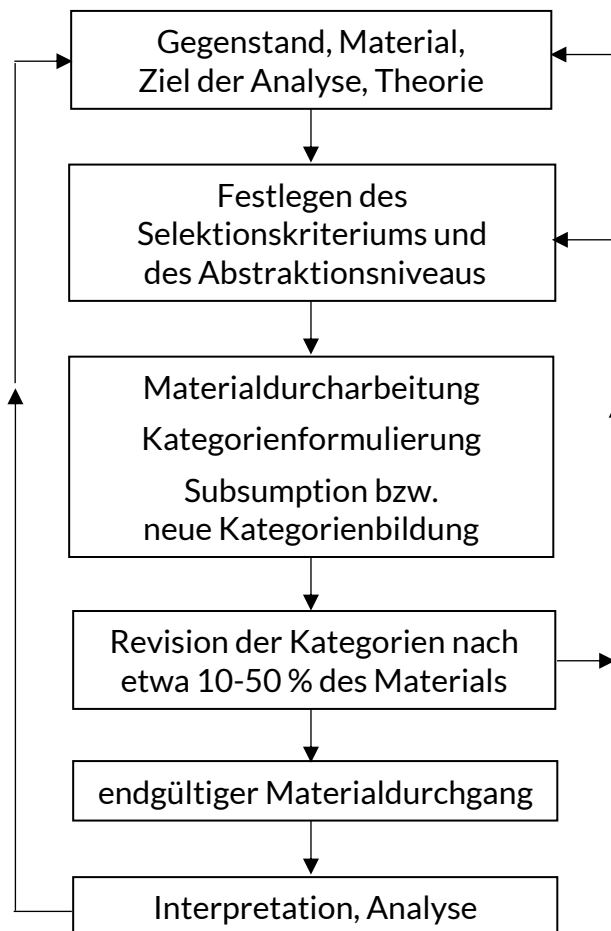 Gegenstand, Material,
Ziel der Analyse, Theorie
Festlegen des
Selektionskriteriums und
des Abstraktionsniveaus
Materialdurcharbeitung
Kategorienformulierung
Subsumption bzw.
neue Kategorienbildung
Revision der Kategorien nach
etwa 10-50 % des Materials
endgültiger Materialdurchgang
Interpretation, Analyse